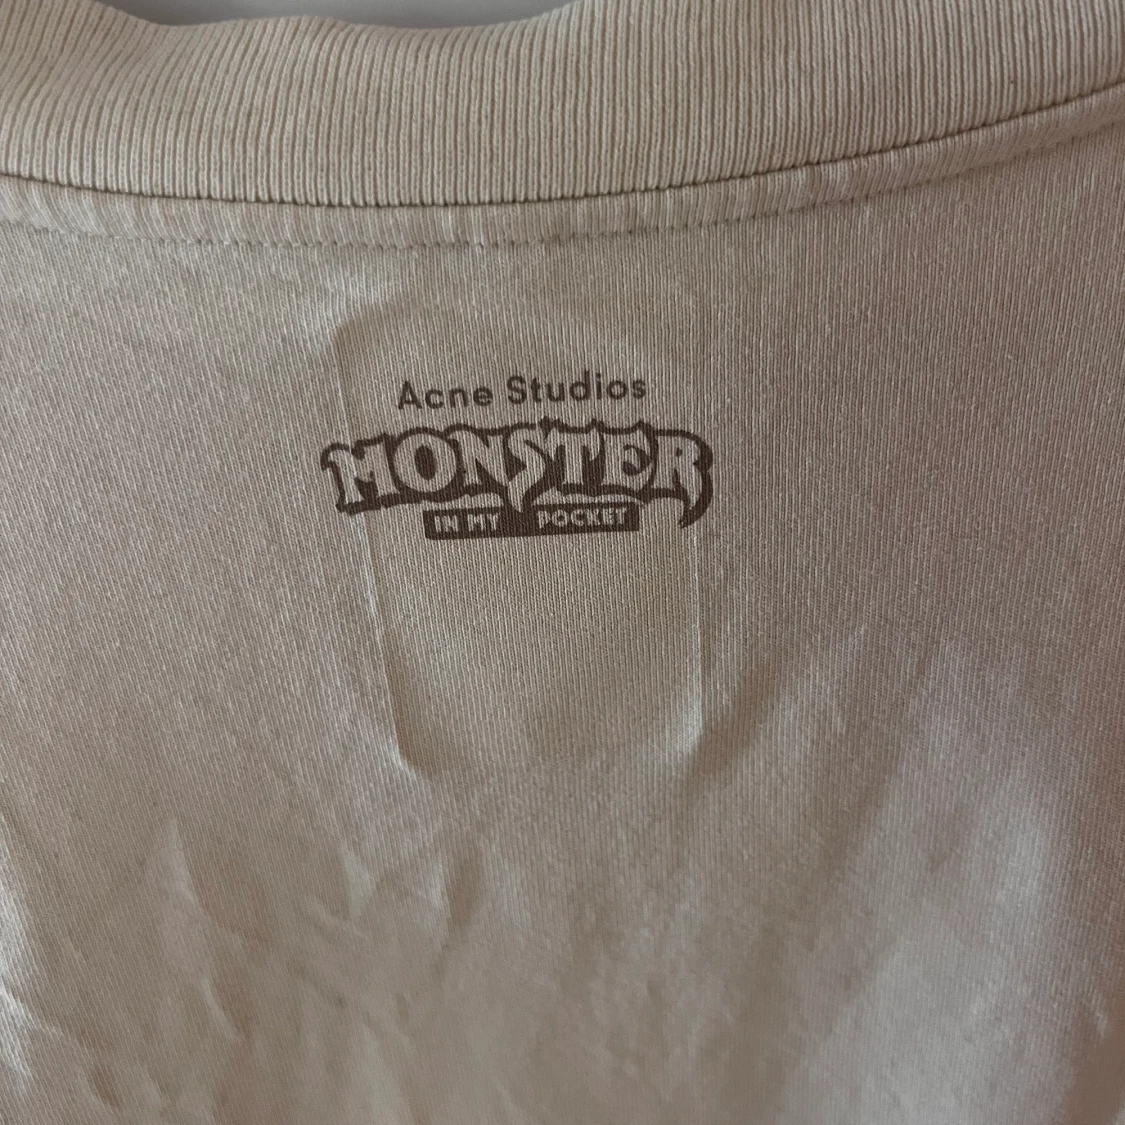 Acne Studios
MONSTER
IN MY POCKET